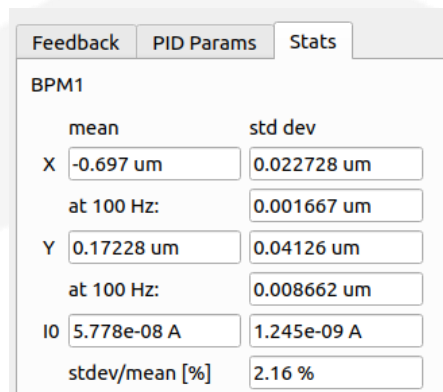 Feedback PID Params Stats
BPM1
mean std dev
X -0.697 um 0.022728 um
at 100 Hz: 0.001667 um
Y 0.17228 um 0.04126 um
at 100 Hz: 0.008662 um
I0 5.778e-08 A 1.245e-09 A
stdev/mean [%] 2.16 %